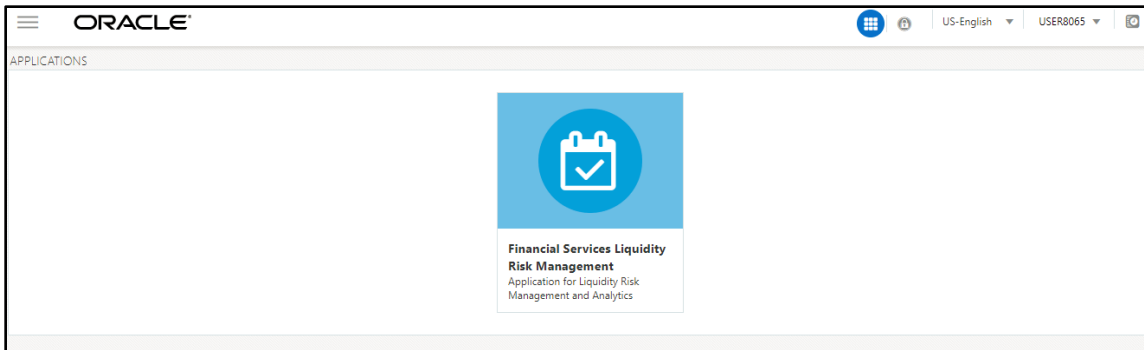 ORACLE®
US-English
USER8065
APPLICATIONS
Financial Services Liquidity
Risk Management
Application for Liquidity Risk
Management and Analytics